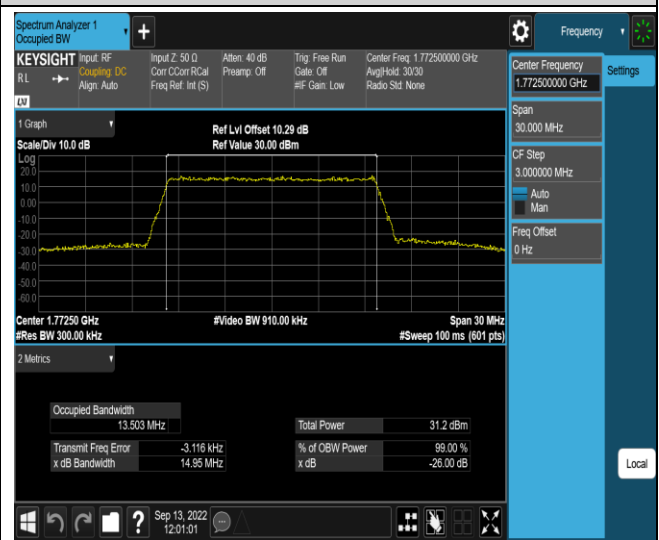 Spectrum Analyzer 1
Occupied BW
Frequency
KEYSIGHT
R L
LXI
Input: RF
Coupling: DC
Align: Auto
Input Z: 50 Ω
Corr CCorr RCal
Freq Ref: Int (S)
Atten: 40 dB
Preamp: Off
Trig: Free Run
Gate: Off
#IF Gain: Low
Center Freq: 1.772500000 GHz
Avg|Hold: 30/30
Radio Std: None
Center Frequency
1.772500000 GHz
Settings
Span
30.000 MHz
CF Step
3.000000 MHz
Auto
Man
Freq Offset
0 Hz
1 Graph
Scale/Div 10.0 dB
Ref Lvl Offset 10.29 dB
Ref Value 30.00 dBm
Log
20.0
10.0
0.00
-10.0
-20.0
-30.0
-40.0
-50.0
-60.0
Center 1.77250 GHz
#Res BW 300.00 kHz
#Video BW 910.00 kHz
Span 30 MHz
#Sweep 100 ms (601 pts)
2 Metrics
Occupied Bandwidth
13.503 MHz
Total Power 31.2 dBm
Transmit Freq Error -3.116 kHz
% of OBW Power 99.00 %
x dB Bandwidth 14.95 MHz
x dB -26.00 dB
Local
?
Sep 13, 2022
12:01:01